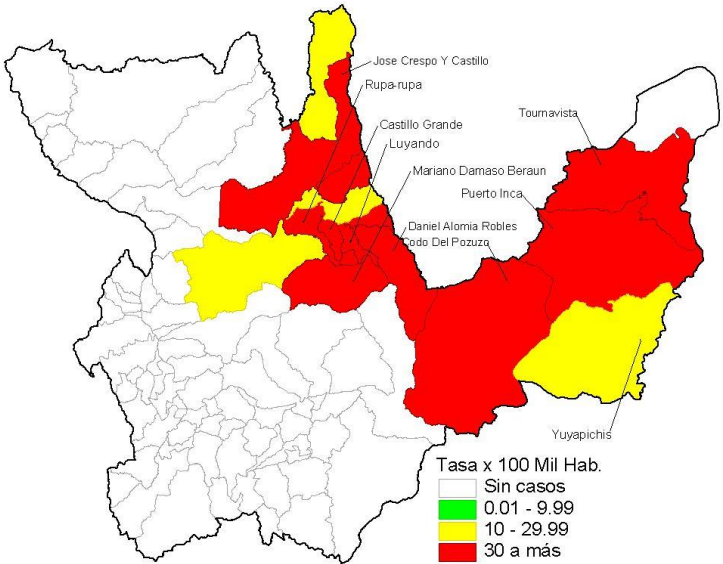 Jose Crespo Y Castillo
Rupa-rupa
Tournavista
Castillo Grande
Luyando
Mariano Damaso Beraun
Puerto Inca
Daniel Alomia Robles
Codo Del Pozuzo
Yuyapichis
Tasa x 100 Mil Hab.
Sin casos
0.01 - 9.99
10 - 29.99
30 a más